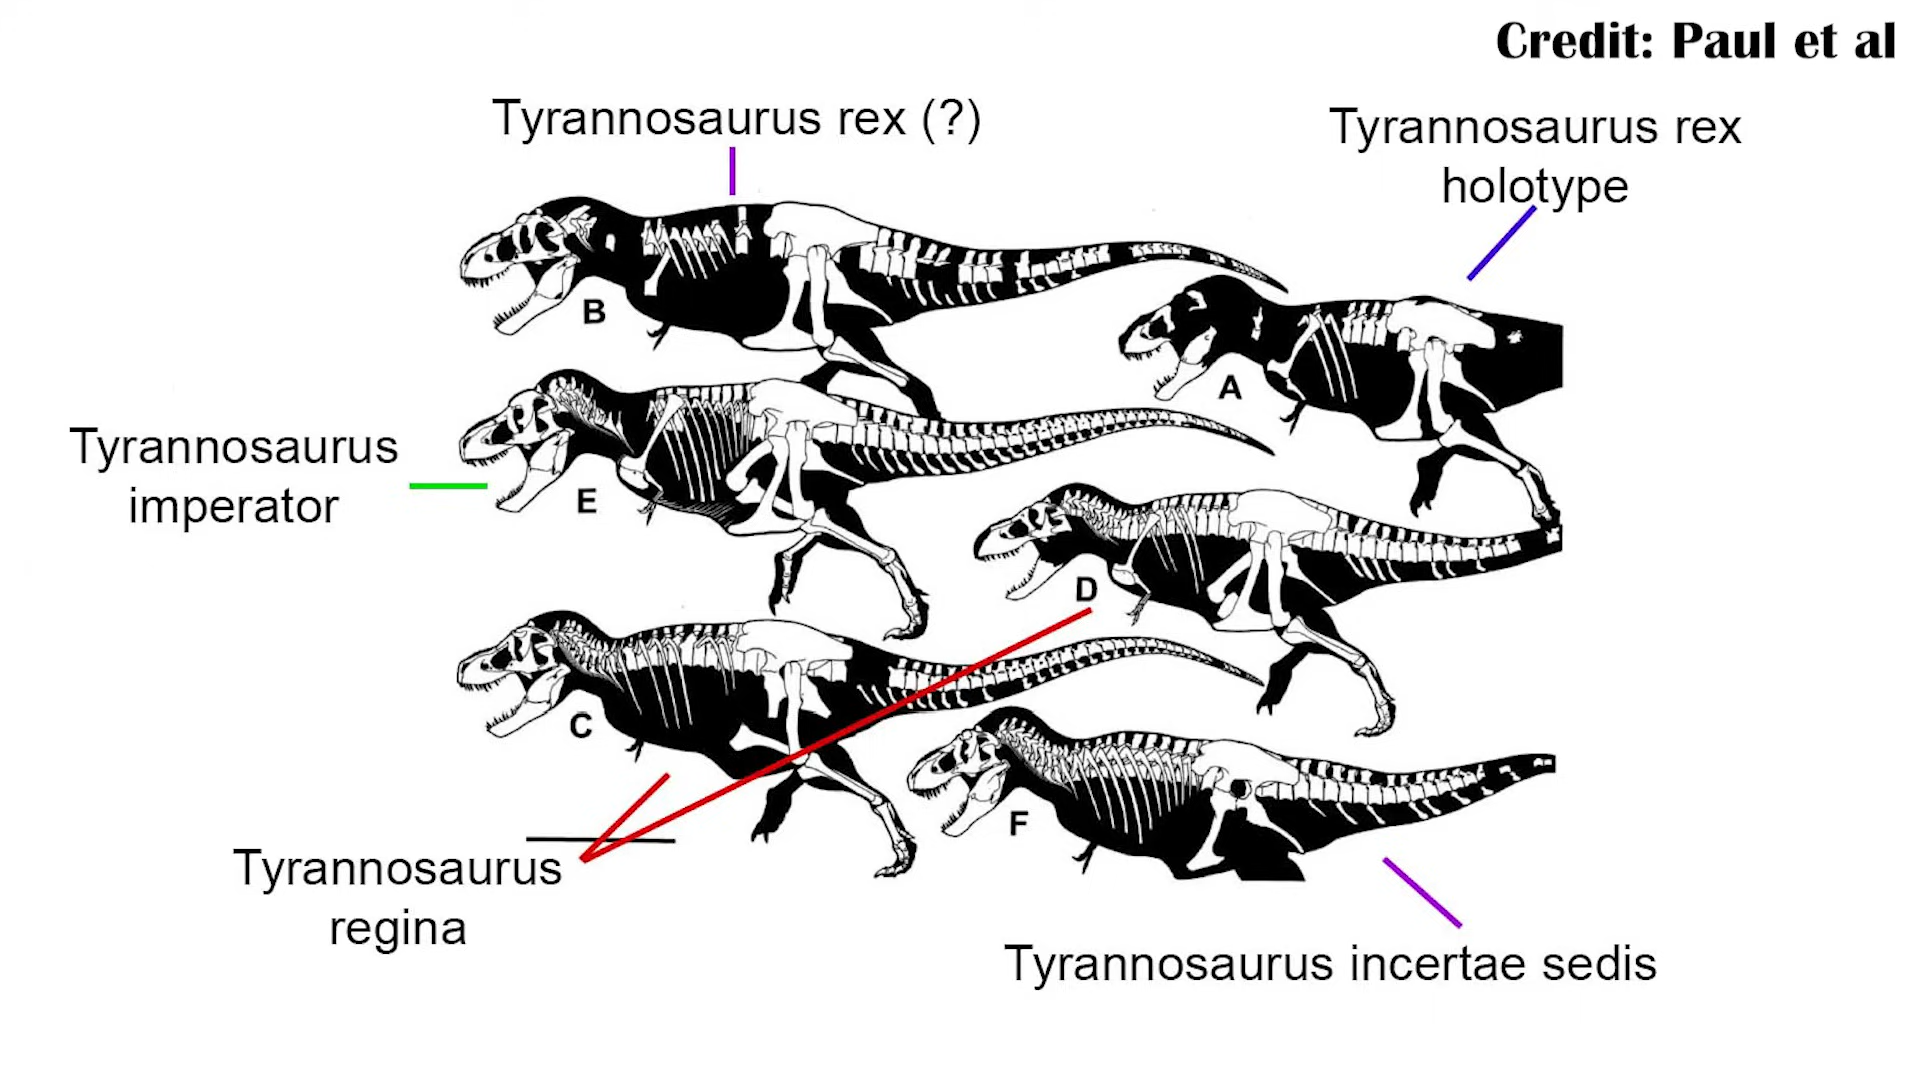 Credit: Paul et al
Tyrannosaurus rex (?)
Tyrannosaurus rex
holotype
B
A
Tyrannosaurus
imperator
E
D
C
F
Tyrannosaurus
regina
Tyrannosaurus incertae sedis